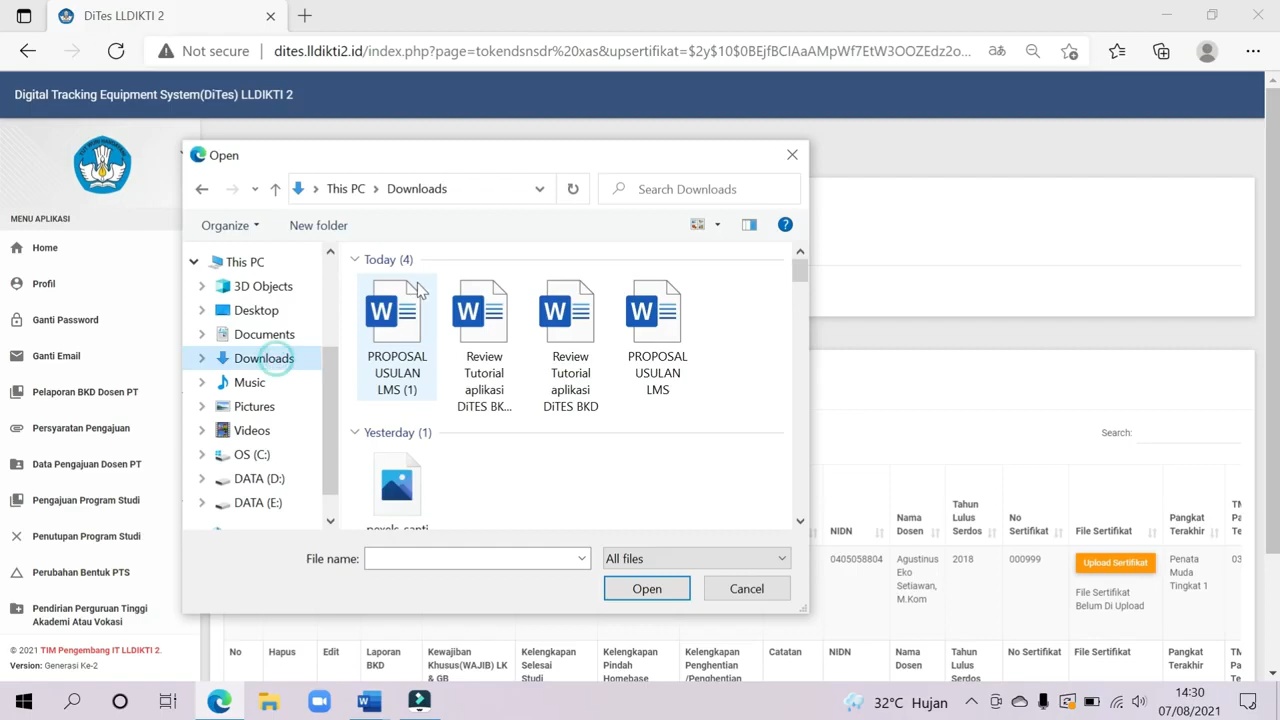 DiTes LLDIKTI 2
Not secure
dites.lldikti2.id/index.php?page=tokendsnsdr%20xas&upsertifikat=$2y$10$0BEjfBCIAaAMpWf7EtW3OOZEdz2o...
Digital Tracking Equipment System(DiTes) LLDIKTI 2
MENU APLIKASI
Home
Profil
Ganti Password
Ganti Email
Pelaporan BKD Dosen PT
Persyaratan Pengajuan
Data Pengajuan Dosen PT
Pengajuan Program Studi
Penutupan Program Studi
Perubahan Bentuk PTS
Pendirian Perguruan Tinggi
Akademi Atau Vokasi
© 2021 TIM Pengembang IT LLDIKTI 2.
Version: Generasi Ke-2
Open
This PC
Downloads
Search Downloads
Organize
New folder
This PC
3D Objects
Desktop
Documents
Downloads
Music
Pictures
Videos
OS (C:)
DATA (D:)
DATA (E:)
Today (4)
PROPOSAL
USULAN
LMS (1)
Review
Tutorial
aplikasi
DiTES BK...
Review
Tutorial
aplikasi
DiTES BKD
PROPOSAL
USULAN
LMS
Yesterday (1)
File name:
All files
Open
Cancel
Search:
NIDN
Nama
Dosen
Tahun
Lulus
Serdos
No
Sertifikat
File Sertifikat
Pangkat
Terakhir
0405058804
Agustinus
Eko
Setiawan,
M.Kom
2018
000999
Upload Sertifikat
File Sertifikat
Belum Di Upload
Penata
Muda
Tingkat 1
03
No
Hapus
Edit
Laporan
BKD
Kewajiban
Khusus(WAJIB) LK
& GB
Kelengkapan
Selesai
Studi
Kelengkapan
Pindah
Homebase
Kelengkapan
Penghentian
/Penghentian
Catatan
NIDN
Nama
Dosen
Tahun
Lulus
No Sertifikat
File Sertifikat
Pangkat
Terakhir
32°C Hujan
14:30
07/08/2021